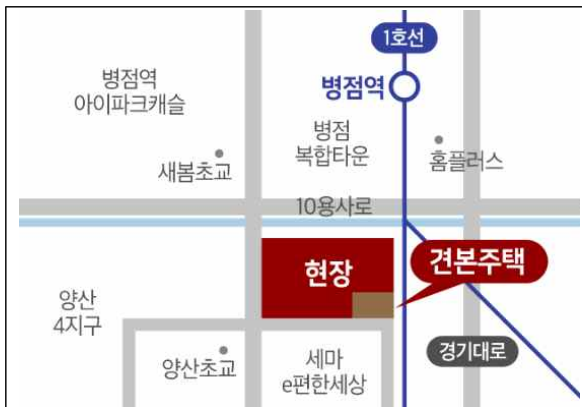 1호선
병점역
병점역
아이파크캐슬
병점
복합타운
새봄초교
홈플러스
10용사로
현장
견본주택
양산
4지구
경기대로
양산초교
세마
e편한세상